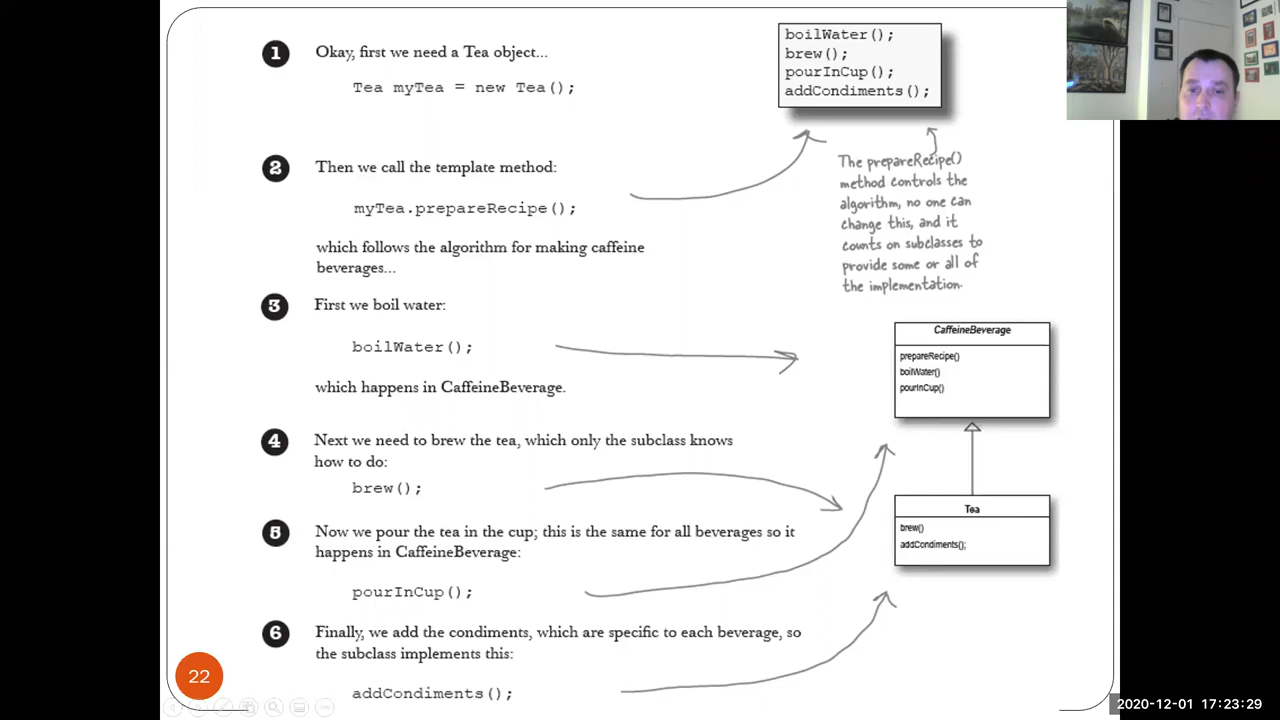 1 Okay, first we need a Tea object...
Tea myTea = new Tea();
2 Then we call the template method:
myTea.prepareRecipe();
which follows the algorithm for making caffeine
beverages...
3 First we boil water:
boilWater();
which happens in CaffeineBeverage.
4 Next we need to brew the tea, which only the subclass knows
how to do:
brew();
5 Now we pour the tea in the cup; this is the same for all beverages so it
happens in CaffeineBeverage:
pourInCup();
6 Finally, we add the condiments, which are specific to each beverage, so
the subclass implements this:
addCondiments();
boilWater();
brew();
pourInCup();
addCondiments();
The prepareRecipe()
method controls the
algorithm, no one can
change this, and it
counts on subclasses to
provide some or all of
the implementation.
CaffeineBeverage
prepareRecipe()
boilWater()
pourInCup()
Tea
brew()
addCondiments();
22
2020-12-01 17:23:29